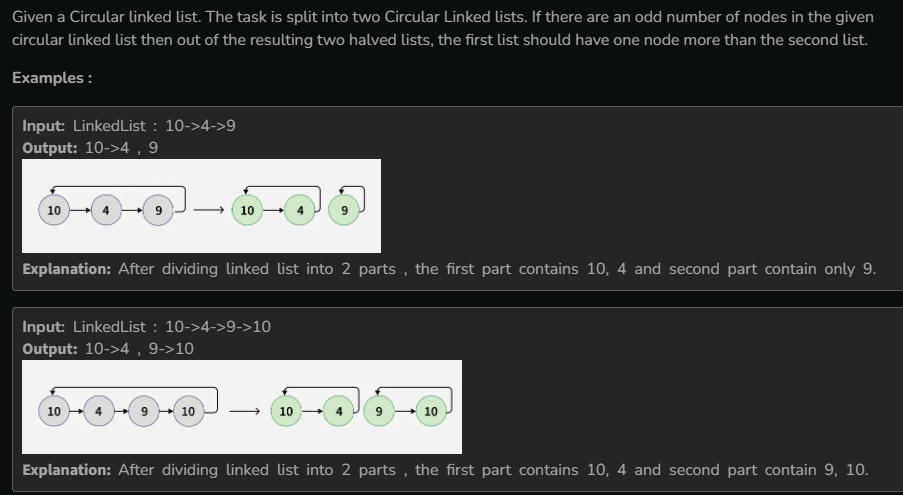 Given a Circular linked list. The task is split into two Circular Linked lists. If there are an odd number of nodes in the given
circular linked list then out of the resulting two halved lists, the first list should have one node more than the second list.
Examples :
Input: LinkedList : 10->4->9
Output: 10->4 , 9
10 4 9 10 4 9
Explanation: After dividing linked list into 2 parts , the first part contains 10, 4 and second part contain only 9.
Input: LinkedList : 10->4->9->10
Output: 10->4 , 9->10
10 4 9 10 10 4 9 10
Explanation: After dividing linked list into 2 parts , the first part contains 10, 4 and second part contain 9, 10.